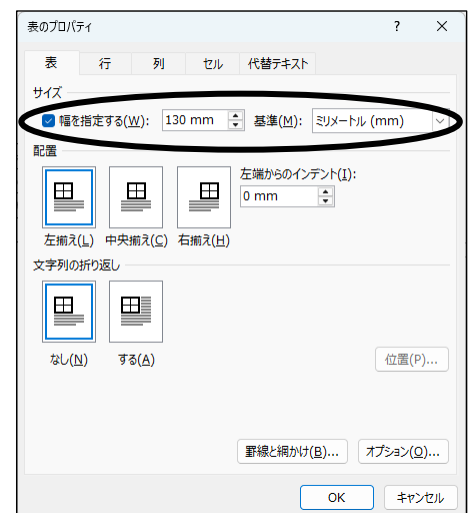 表のプロパティ ? ×
表 行 列 セル 代替テキスト
サイズ
幅を指定する(W): 130 mm 基準(M): ミリメートル (mm)
配置
左端からのインデント(I):
0 mm
左揃え(L) 中央揃え(C) 右揃え(H)
文字列の折り返し
なし(N) する(A)
位置(P)...
罫線と網かけ(B)... オプション(O)...
OK キャンセル